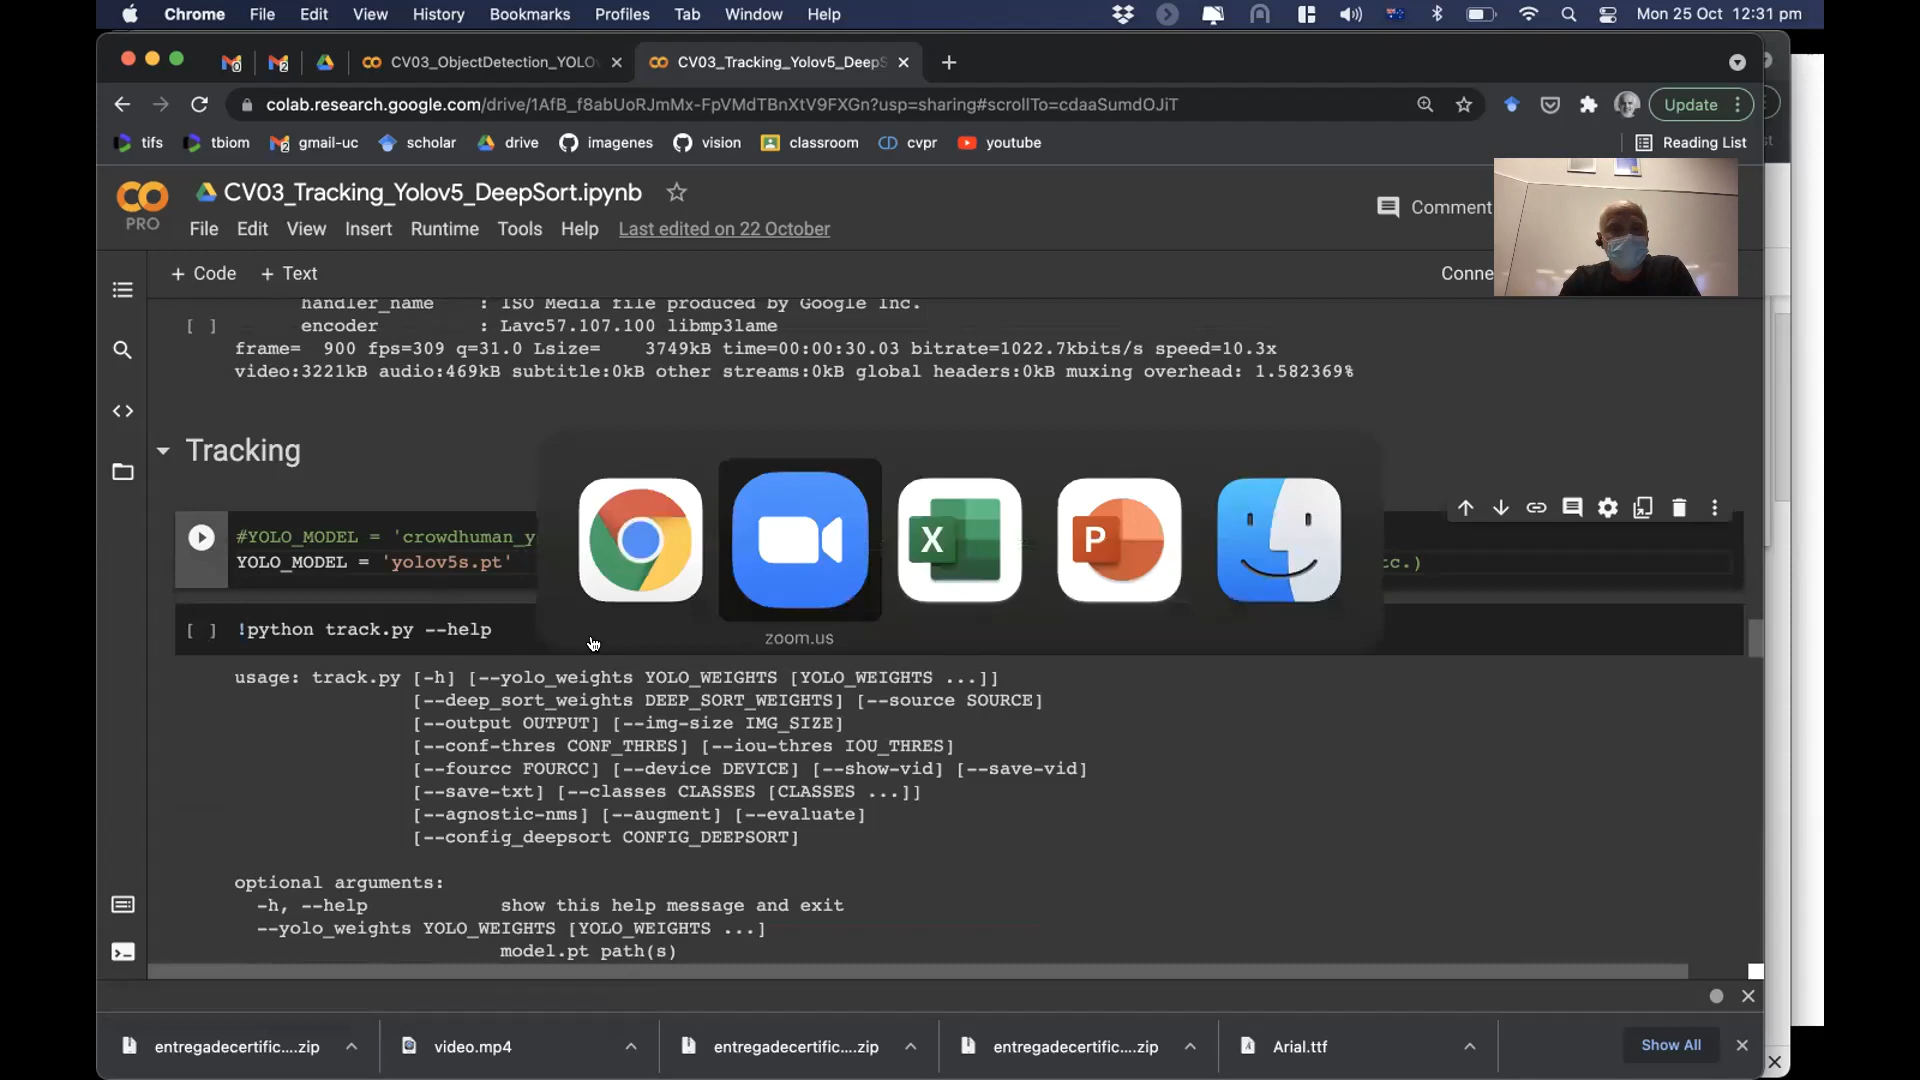 Chrome File Edit View History Bookmarks Profiles Tab Window Help Mon 25 Oct 12:31 pm
CV03_ObjectDetection_YOLO CV03_Tracking_Yolov5_DeepS
colab.research.google.com/drive/1AfB_f8abUoRJmMx-FpVMdTBnXtV9FXGn?usp=sharing#scrollTo=cdaaSumdOJiT Update
tifs tbiom gmail-uc scholar drive imagenes vision classroom cvpr youtube Reading List
CV03_Tracking_Yolov5_DeepSort.ipynb
PRO
File Edit View Insert Runtime Tools Help Last edited on 22 October Comment
+ Code + Text Conne
handler_name : ISO Media file produced by Google Inc.
[ ] encoder : Lavc57.107.100 libmp3lame
frame= 900 fps=309 q=31.0 Lsize= 3749kB time=00:00:30.03 bitrate=1022.7kbits/s speed=10.3x
video:3221kB audio:469kB subtitle:0kB other streams:0kB global headers:0kB muxing overhead: 1.582369%
Tracking
#YOLO_MODEL = 'crowdhuman_y
YOLO_MODEL = 'yolov5s.pt' tc.)
X P
zoom.us
[ ] !python track.py --help
usage: track.py [-h] [--yolo_weights YOLO_WEIGHTS [YOLO_WEIGHTS ...]]
[--deep_sort_weights DEEP_SORT_WEIGHTS] [--source SOURCE]
[--output OUTPUT] [--img-size IMG_SIZE]
[--conf-thres CONF_THRES] [--iou-thres IOU_THRES]
[--fourcc FOURCC] [--device DEVICE] [--show-vid] [--save-vid]
[--save-txt] [--classes CLASSES [CLASSES ...]]
[--agnostic-nms] [--augment] [--evaluate]
[--config_deepsort CONFIG_DEEPSORT]
optional arguments:
-h, --help show this help message and exit
--yolo_weights YOLO_WEIGHTS [YOLO_WEIGHTS ...]
model.pt path(s)
entregadecertific....zip video.mp4 entregadecertific....zip entregadecertific....zip Arial.ttf Show All